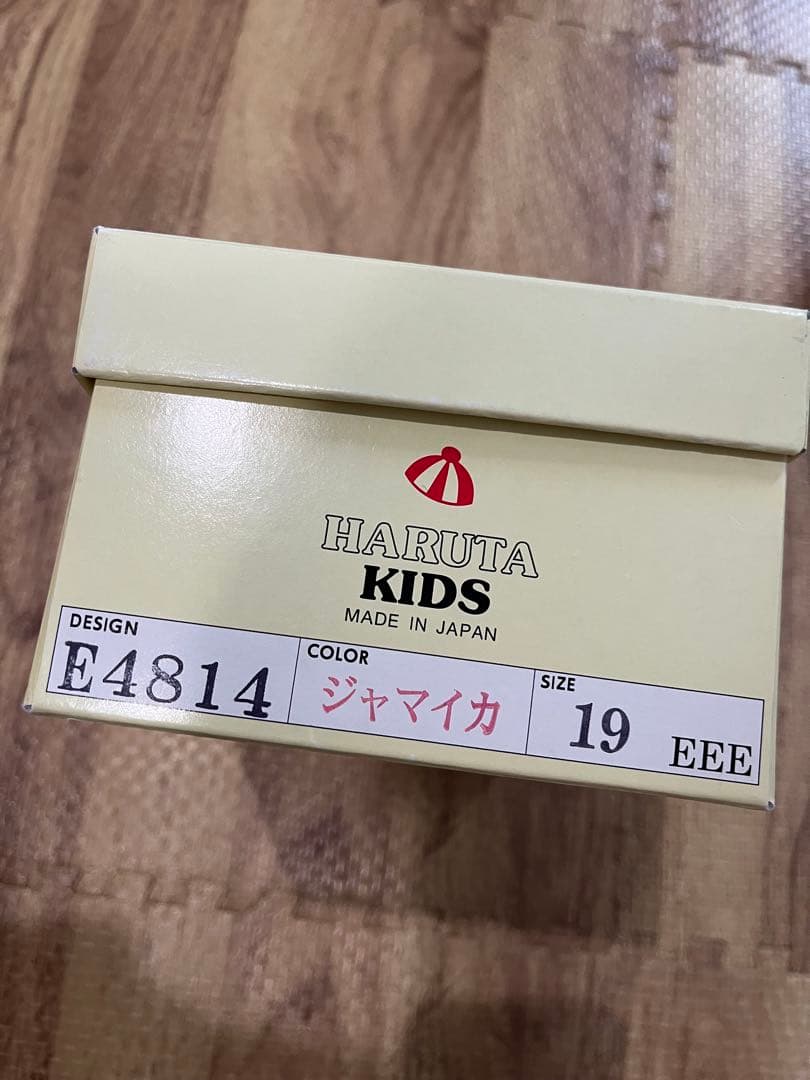 HARUTA
KIDS
MADE IN JAPAN
DESIGN
E4814
COLOR
ジャマイカ
SIZE
19 EEE